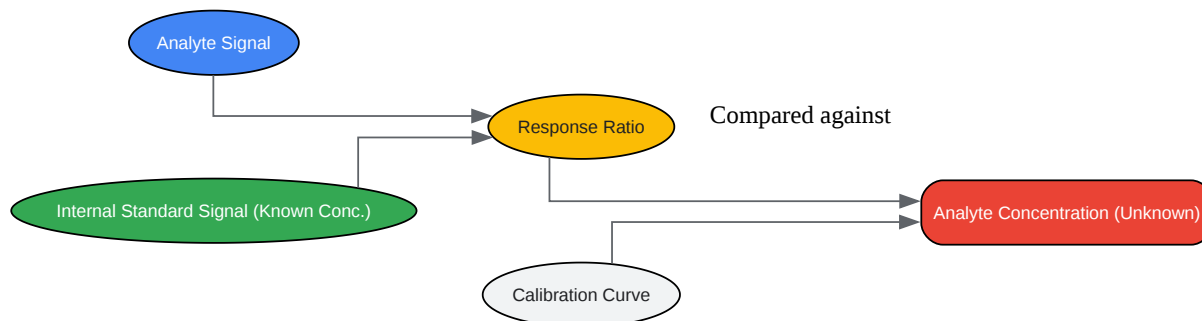 Analyte Signal
Response Ratio
Compared against
Internal Standard Signal (Known Conc.)
Analyte Concentration (Unknown)
Calibration Curve